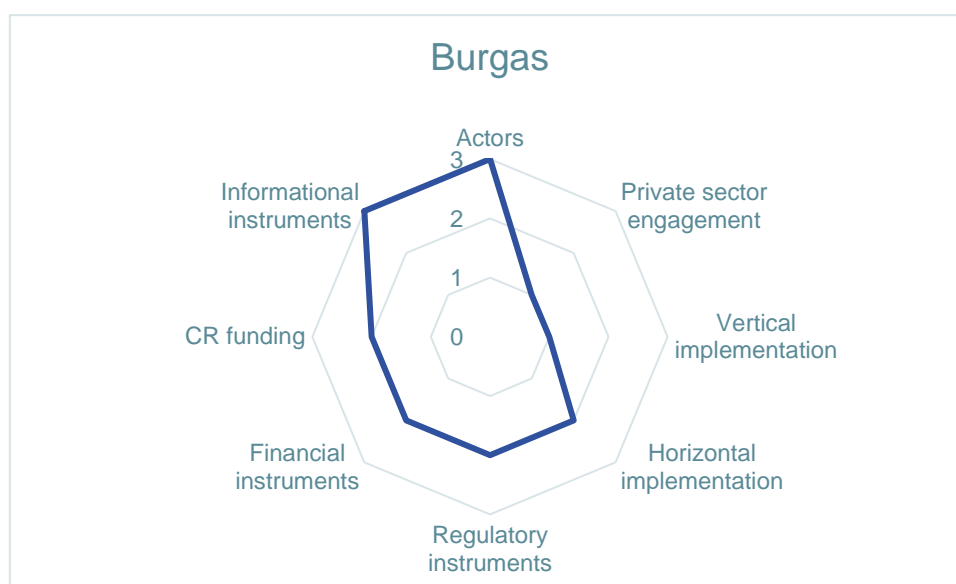 Burgas
Actors
3
Informational
instruments
Private sector
engagement
2
1
CR funding
0
Vertical
implementation
Financial
instruments
Horizontal
implementation
Regulatory
instruments